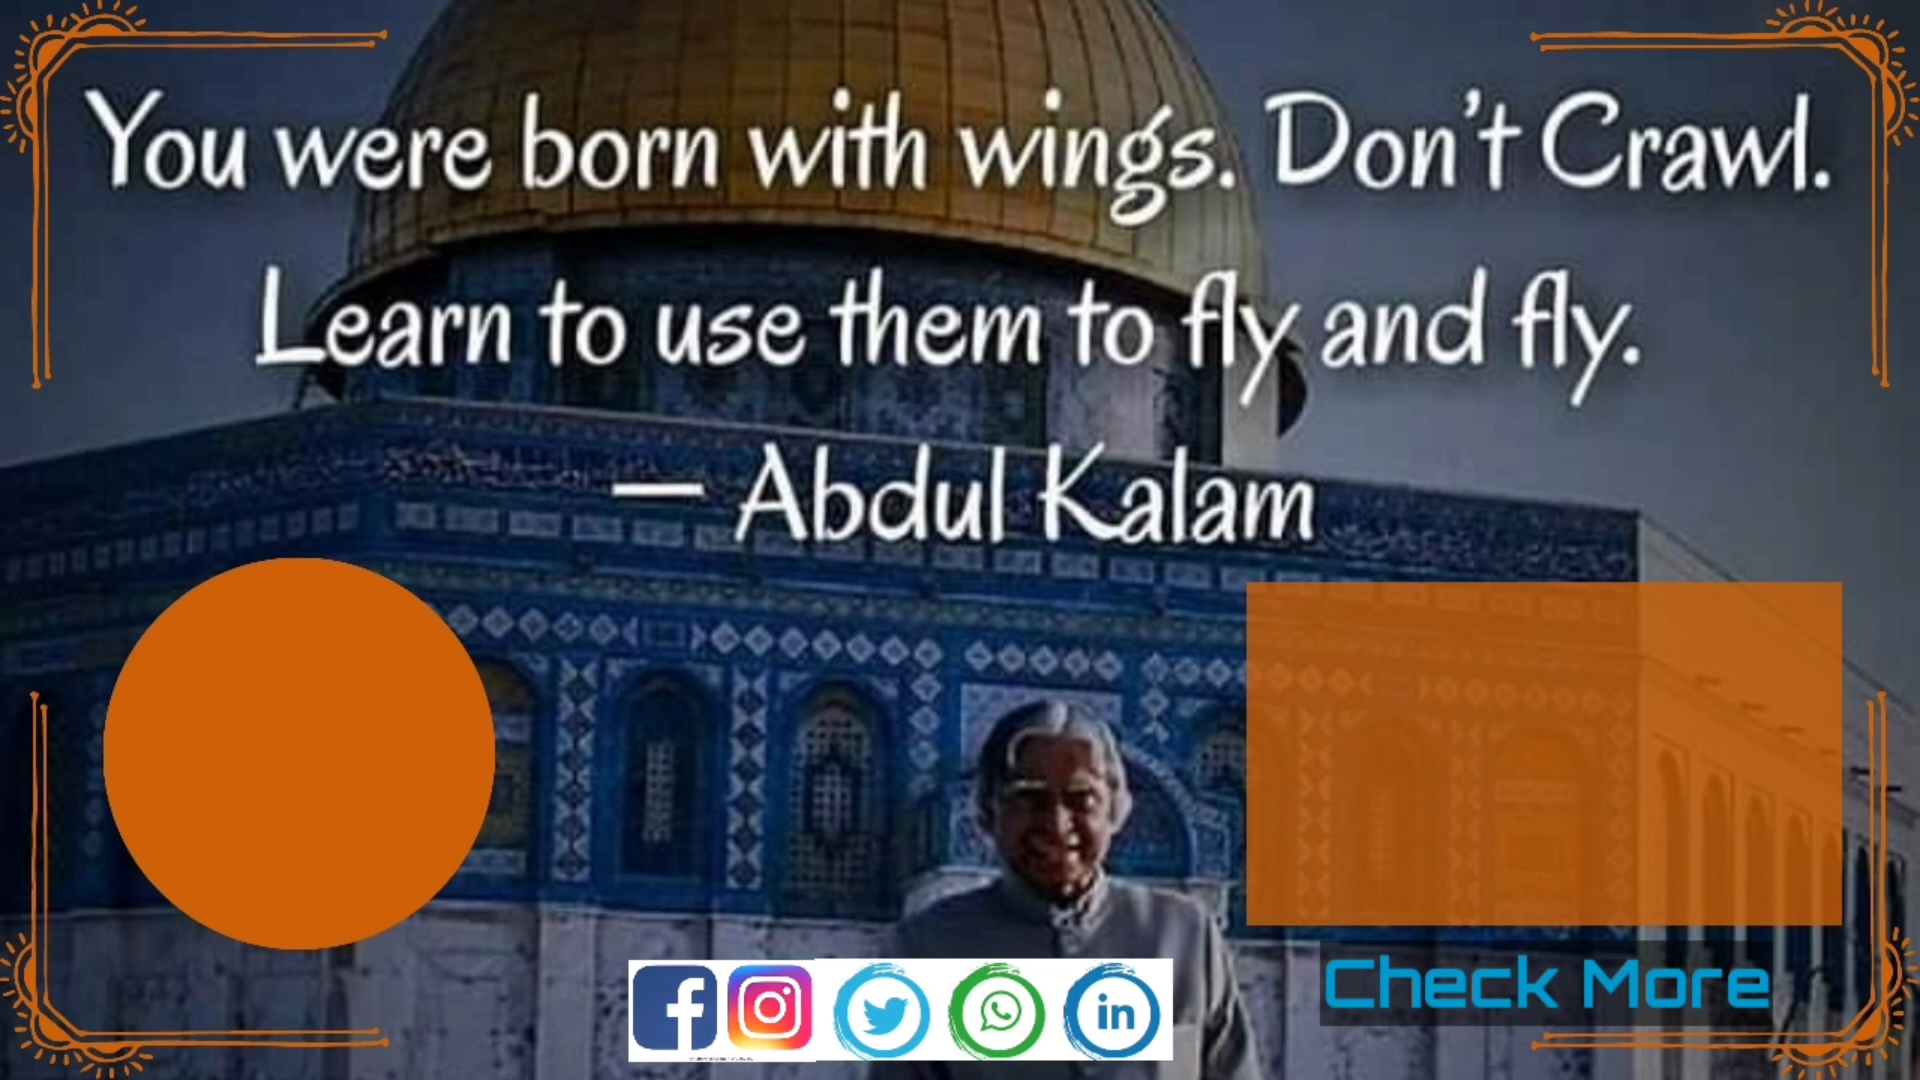 You were born with wings. Don't Crawl.
Learn to use them to fly and fly.
— Abdul Kalam
f
in
Check More